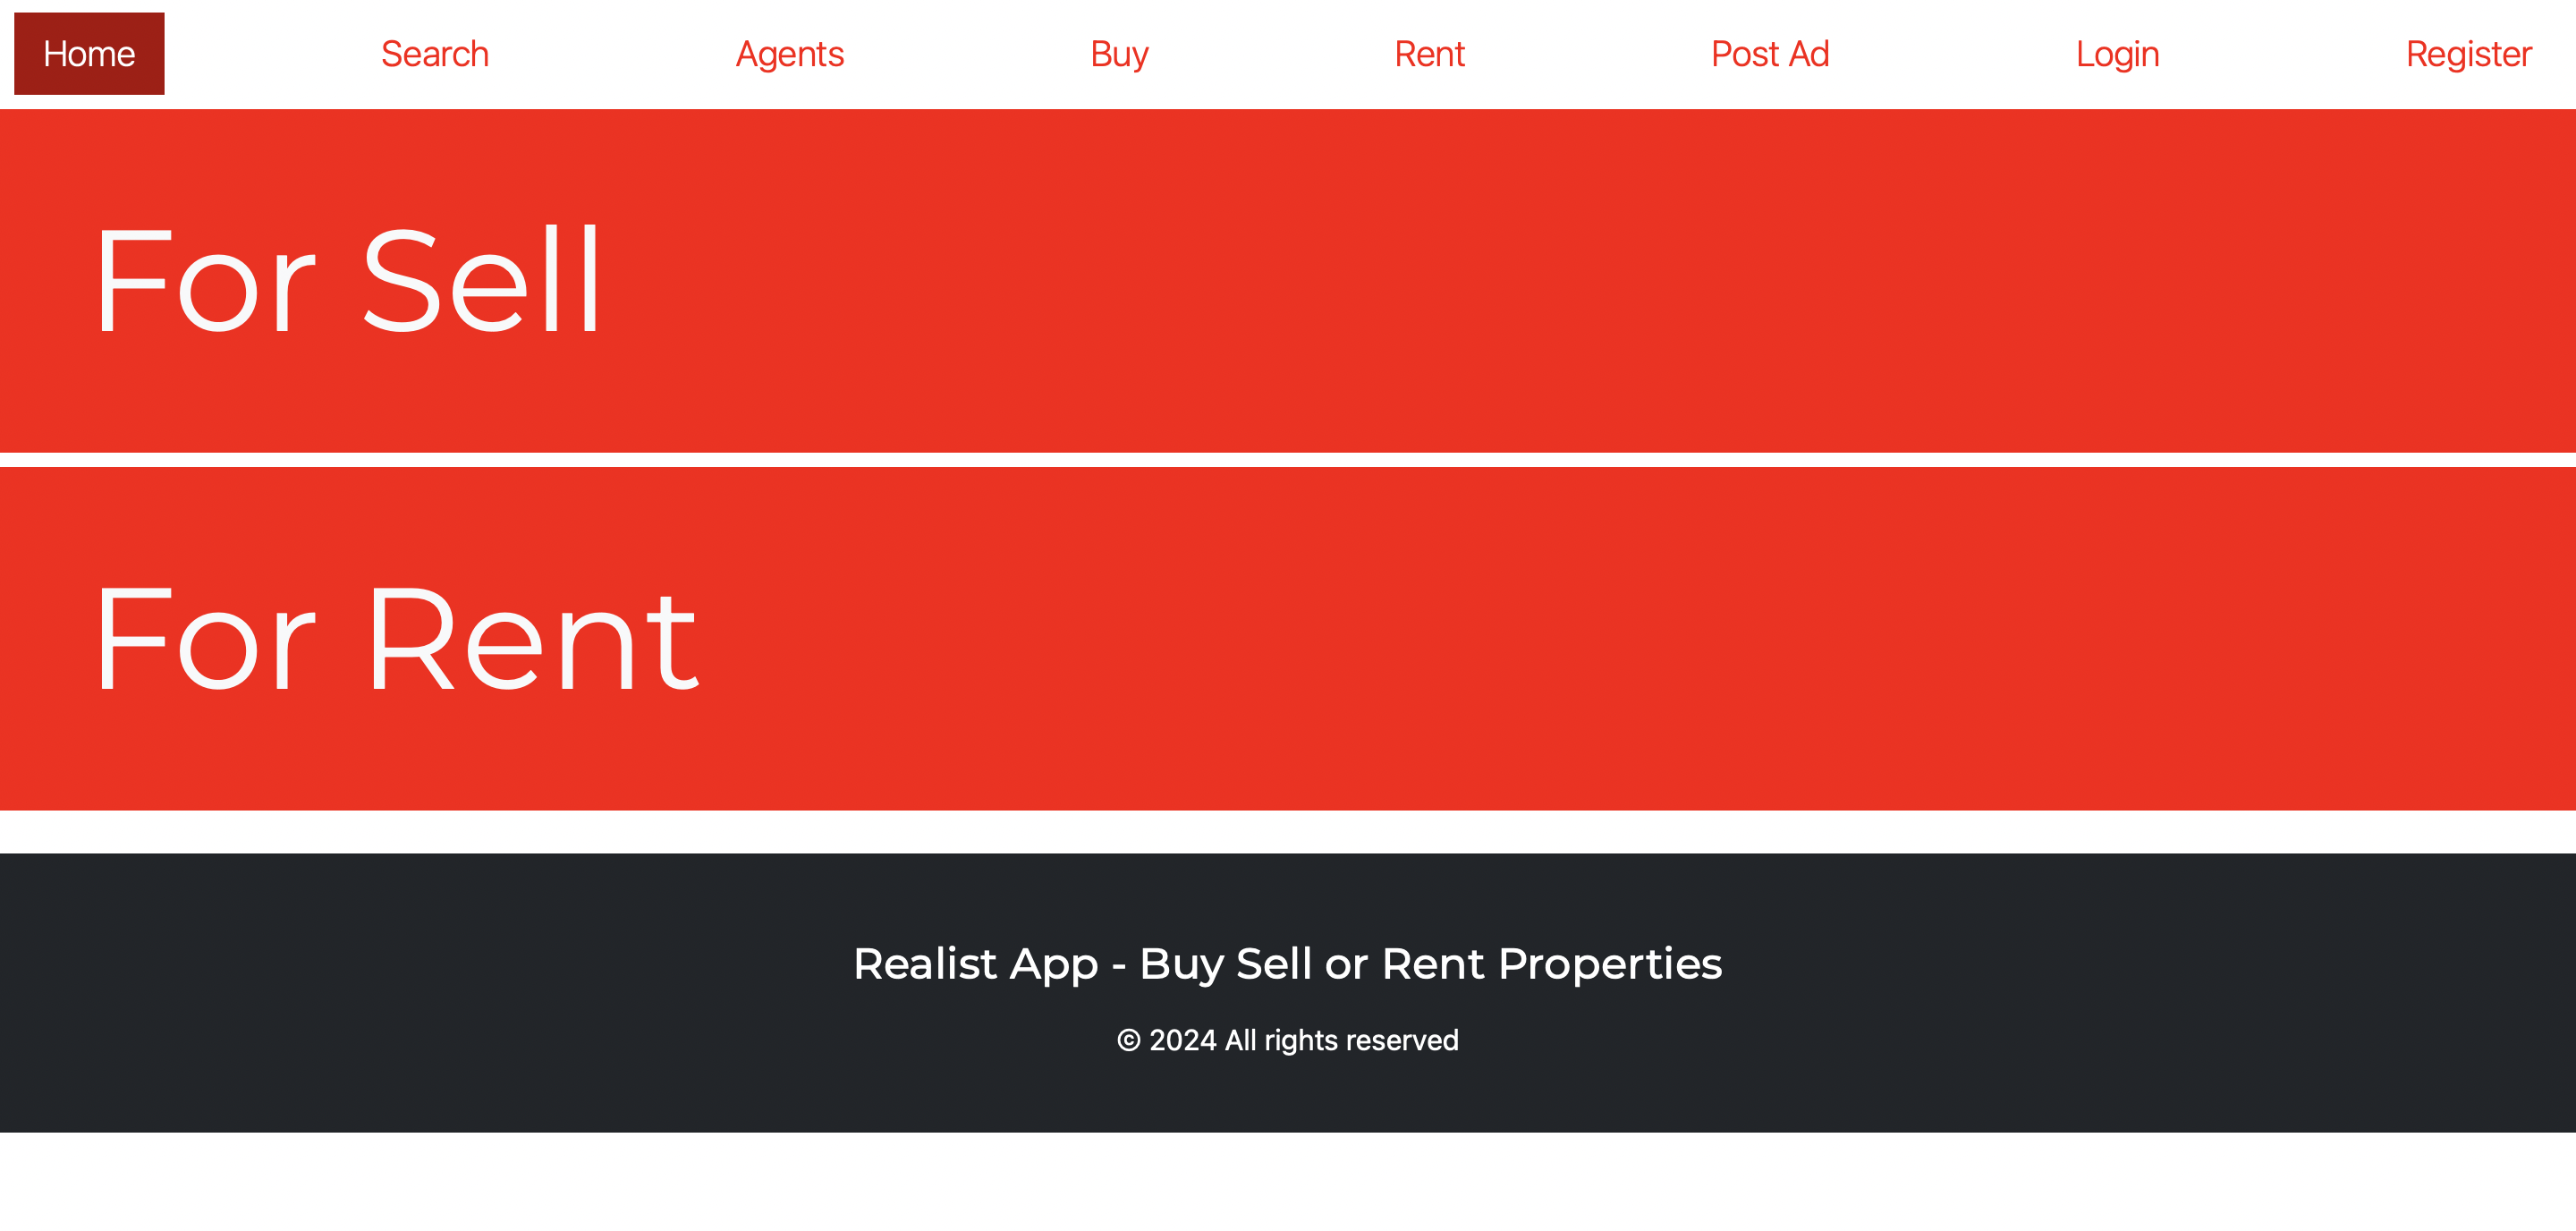 Home Search Agents Buy Rent Post Ad Login Register
For Sell
For Rent
Realist App - Buy Sell or Rent Properties
© 2024 All rights reserved